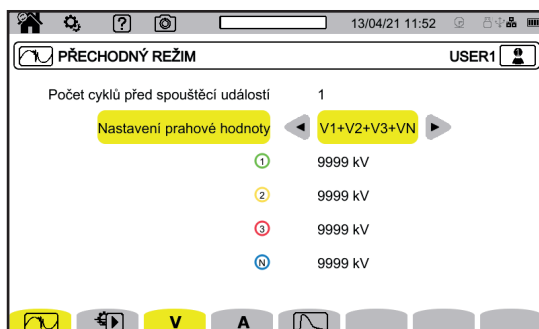 13/04/21 11:52
PŘECHODNÝ REŽIM USER1
Počet cyklů před spouštěcí událostí 1
Nastavení prahové hodnoty V1+V2+V3+VN
1 9999 kV
2 9999 kV
3 9999 kV
N 9999 kV
V A